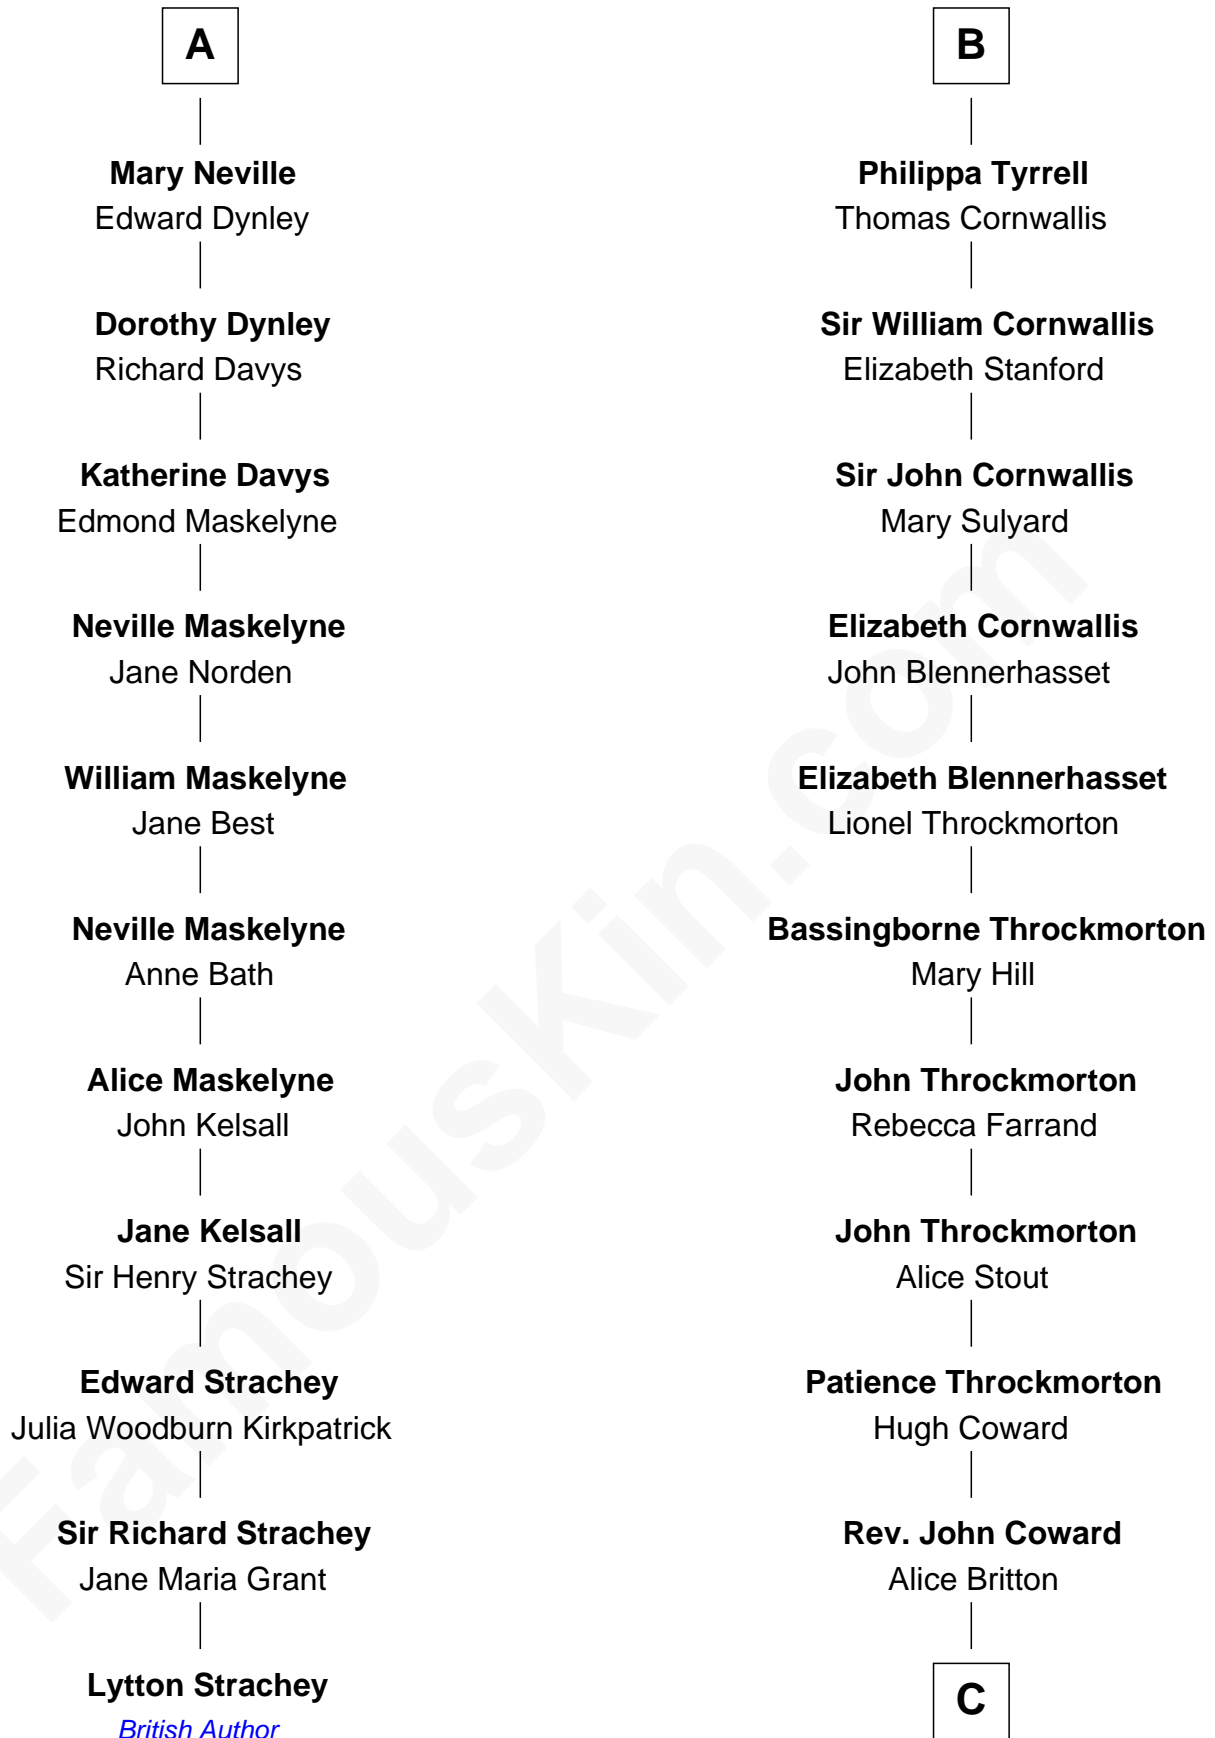 A
Mary Neville
Edward Dynley
Dorothy Dynley
Richard Davys
Katherine Davys
Edmond Maskelyne
Neville Maskelyne
Jane Norden
William Maskelyne
Jane Best
Neville Maskelyne
Anne Bath
Alice Maskelyne
John Kelsall
Jane Kelsall
Sir Henry Strachey
Edward Strachey
Julia Woodburn Kirkpatrick
Sir Richard Strachey
Jane Maria Grant
Lytton Strachey
British Author
B
Philippa Tyrrell
Thomas Cornwallis
Sir William Cornwallis
Elizabeth Stanford
Sir John Cornwallis
Mary Sulyard
Elizabeth Cornwallis
John Blennerhasset
Elizabeth Blennerhasset
Lionel Throckmorton
Bassingborne Throckmorton
Mary Hill
John Throckmorton
Rebecca Farrand
John Throckmorton
Alice Stout
Patience Throckmorton
Hugh Coward
Rev. John Coward
Alice Britton
C
FamousKin.com